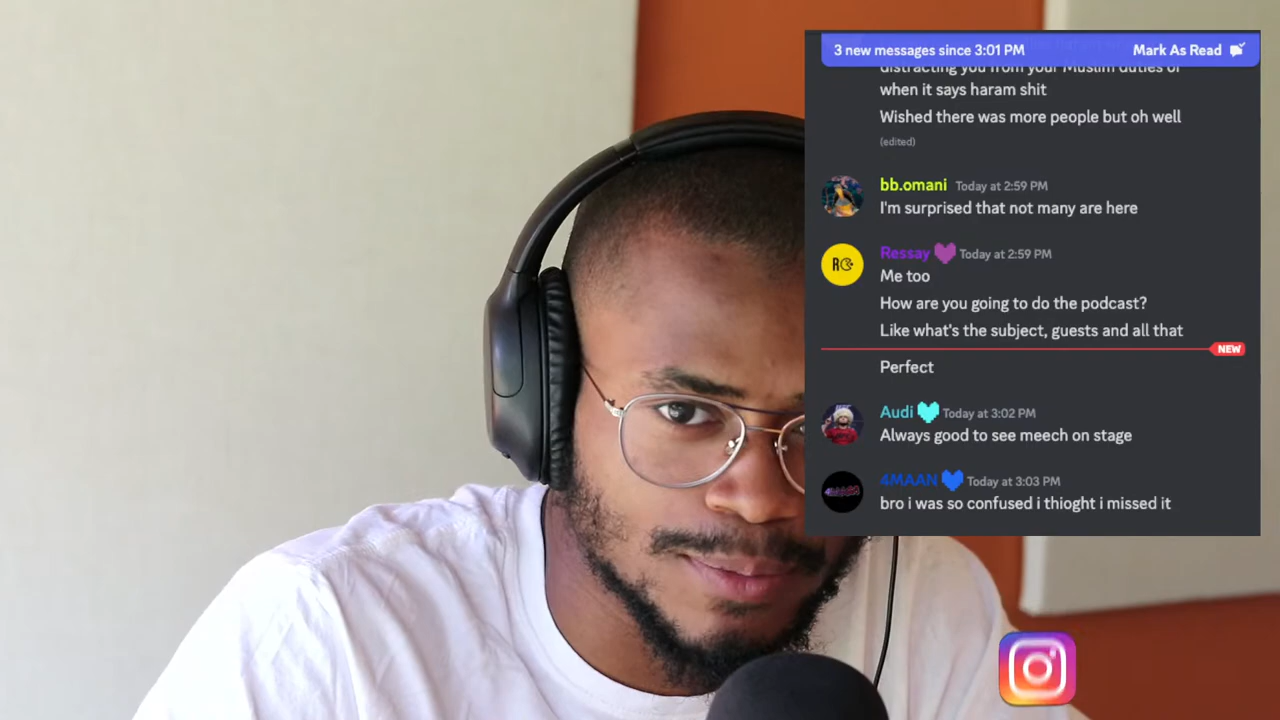 3 new messages since 3:01 PM Mark As Read
distracting you from your Muslim duties or
when it says haram shit
Wished there was more people but oh well
(edited)
bb.omani Today at 2:59 PM
I'm surprised that not many are here
Ressay Today at 2:59 PM
Me too
How are you going to do the podcast?
Like what's the subject, guests and all that
NEW
Perfect
Audi Today at 3:02 PM
Always good to see meech on stage
4MAAN Today at 3:03 PM
bro i was so confused i thioght i missed it